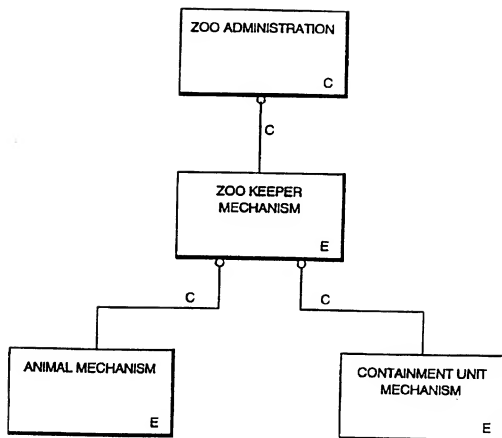 ZOO ADMINISTRATION
C
C
ZOO KEEPER
MECHANISM
E
C
C
ANIMAL MECHANISM
E
CONTAINMENT UNIT
MECHANISM
E